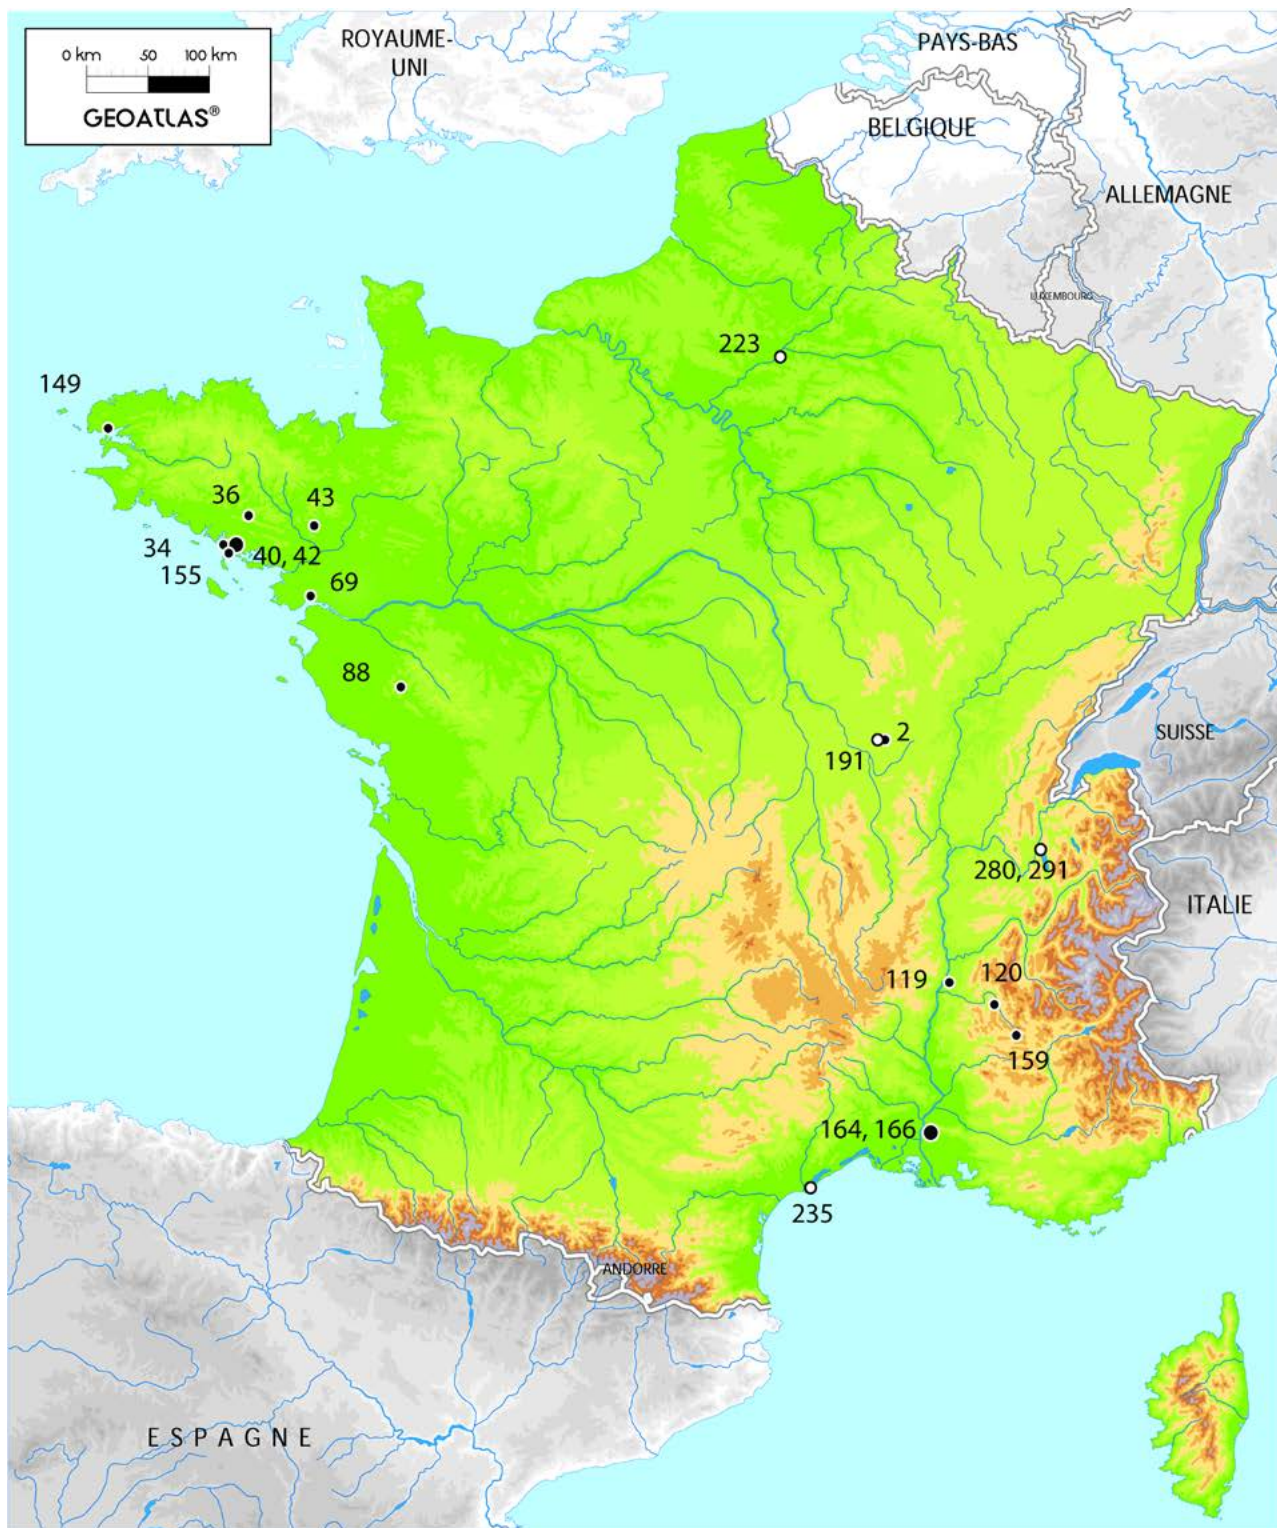 ROYAUME-
UNI
PAYS-BAS
0 km 50 100 km
GEOATLAS®
BELGIQUE
ALLEMAGNE
LUXEMBOURG
223
149
36
43
34
40, 42
155
69
88
2
191
SUISSE
280, 291
ITALIE
119
120
159
164, 166
235
ANDORRE
ESPAGNE